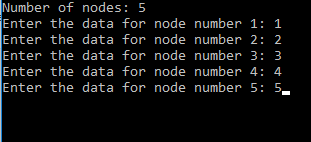 Number of nodes: 5
Enter the data for node number 1: 1
Enter the data for node number 2: 2
Enter the data for node number 3: 3
Enter the data for node number 4: 4
Enter the data for node number 5: 5